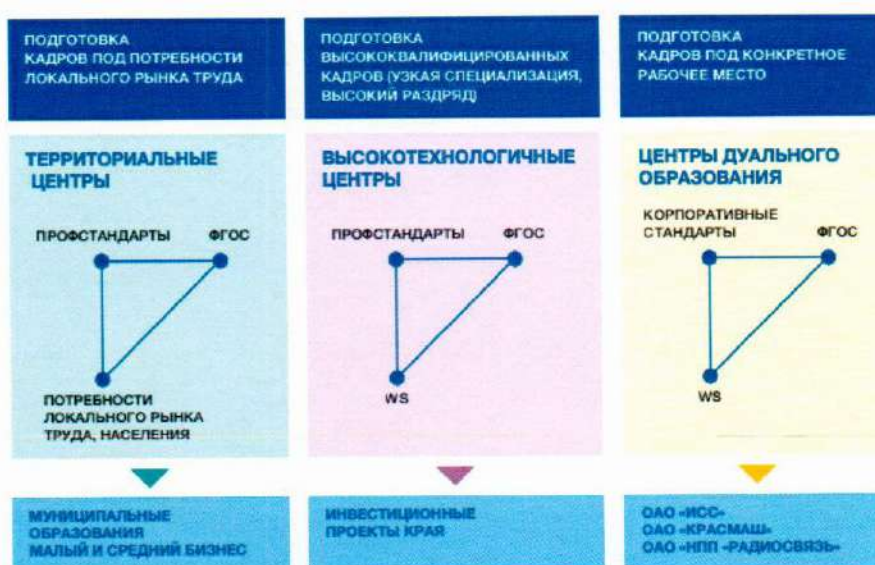 ПОДГОТОВКА
КАДРОВ ПОД ПОТРЕБНОСТИ
ЛОКАЛЬНОГО РЫНКА ТРУДА
ПОДГОТОВКА
ВЫСОКОКВАЛИФИЦИРОВАННЫХ
КАДРОВ (УЗКАЯ СПЕЦИАЛИЗАЦИЯ,
ВЫСОКИЙ РАЗДРЯД)
ПОДГОТОВКА
КАДРОВ ПОД КОНКРЕТНОЕ
РАБОЧЕЕ МЕСТО
ТЕРРИТОРИАЛЬНЫЕ
ЦЕНТРЫ
ПРОФСТАНДАРТЫ ФГОС
ПОТРЕБНОСТИ
ЛОКАЛЬНОГО РЫНКА
ТРУДА, НАСЕЛЕНИЯ
ВЫСОКОТЕХНОЛОГИЧНЫЕ
ЦЕНТРЫ
ПРОФСТАНДАРТЫ ФГОС
WS
ЦЕНТРЫ ДУАЛЬНОГО
ОБРАЗОВАНИЯ
КОРПОРАТИВНЫЕ
СТАНДАРТЫ ФГОС
WS
МУНИЦИПАЛЬНЫЕ
ОБРАЗОВАНИЯ
МАЛЫЙ И СРЕДНИЙ БИЗНЕС
ИНВЕСТИЦИОННЫЕ
ПРОЕКТЫ КРАЯ
ОАО «ИСС»
ОАО «КРАСМАШ»
ОАО «НПП «РАДИОСВЯЗЬ»